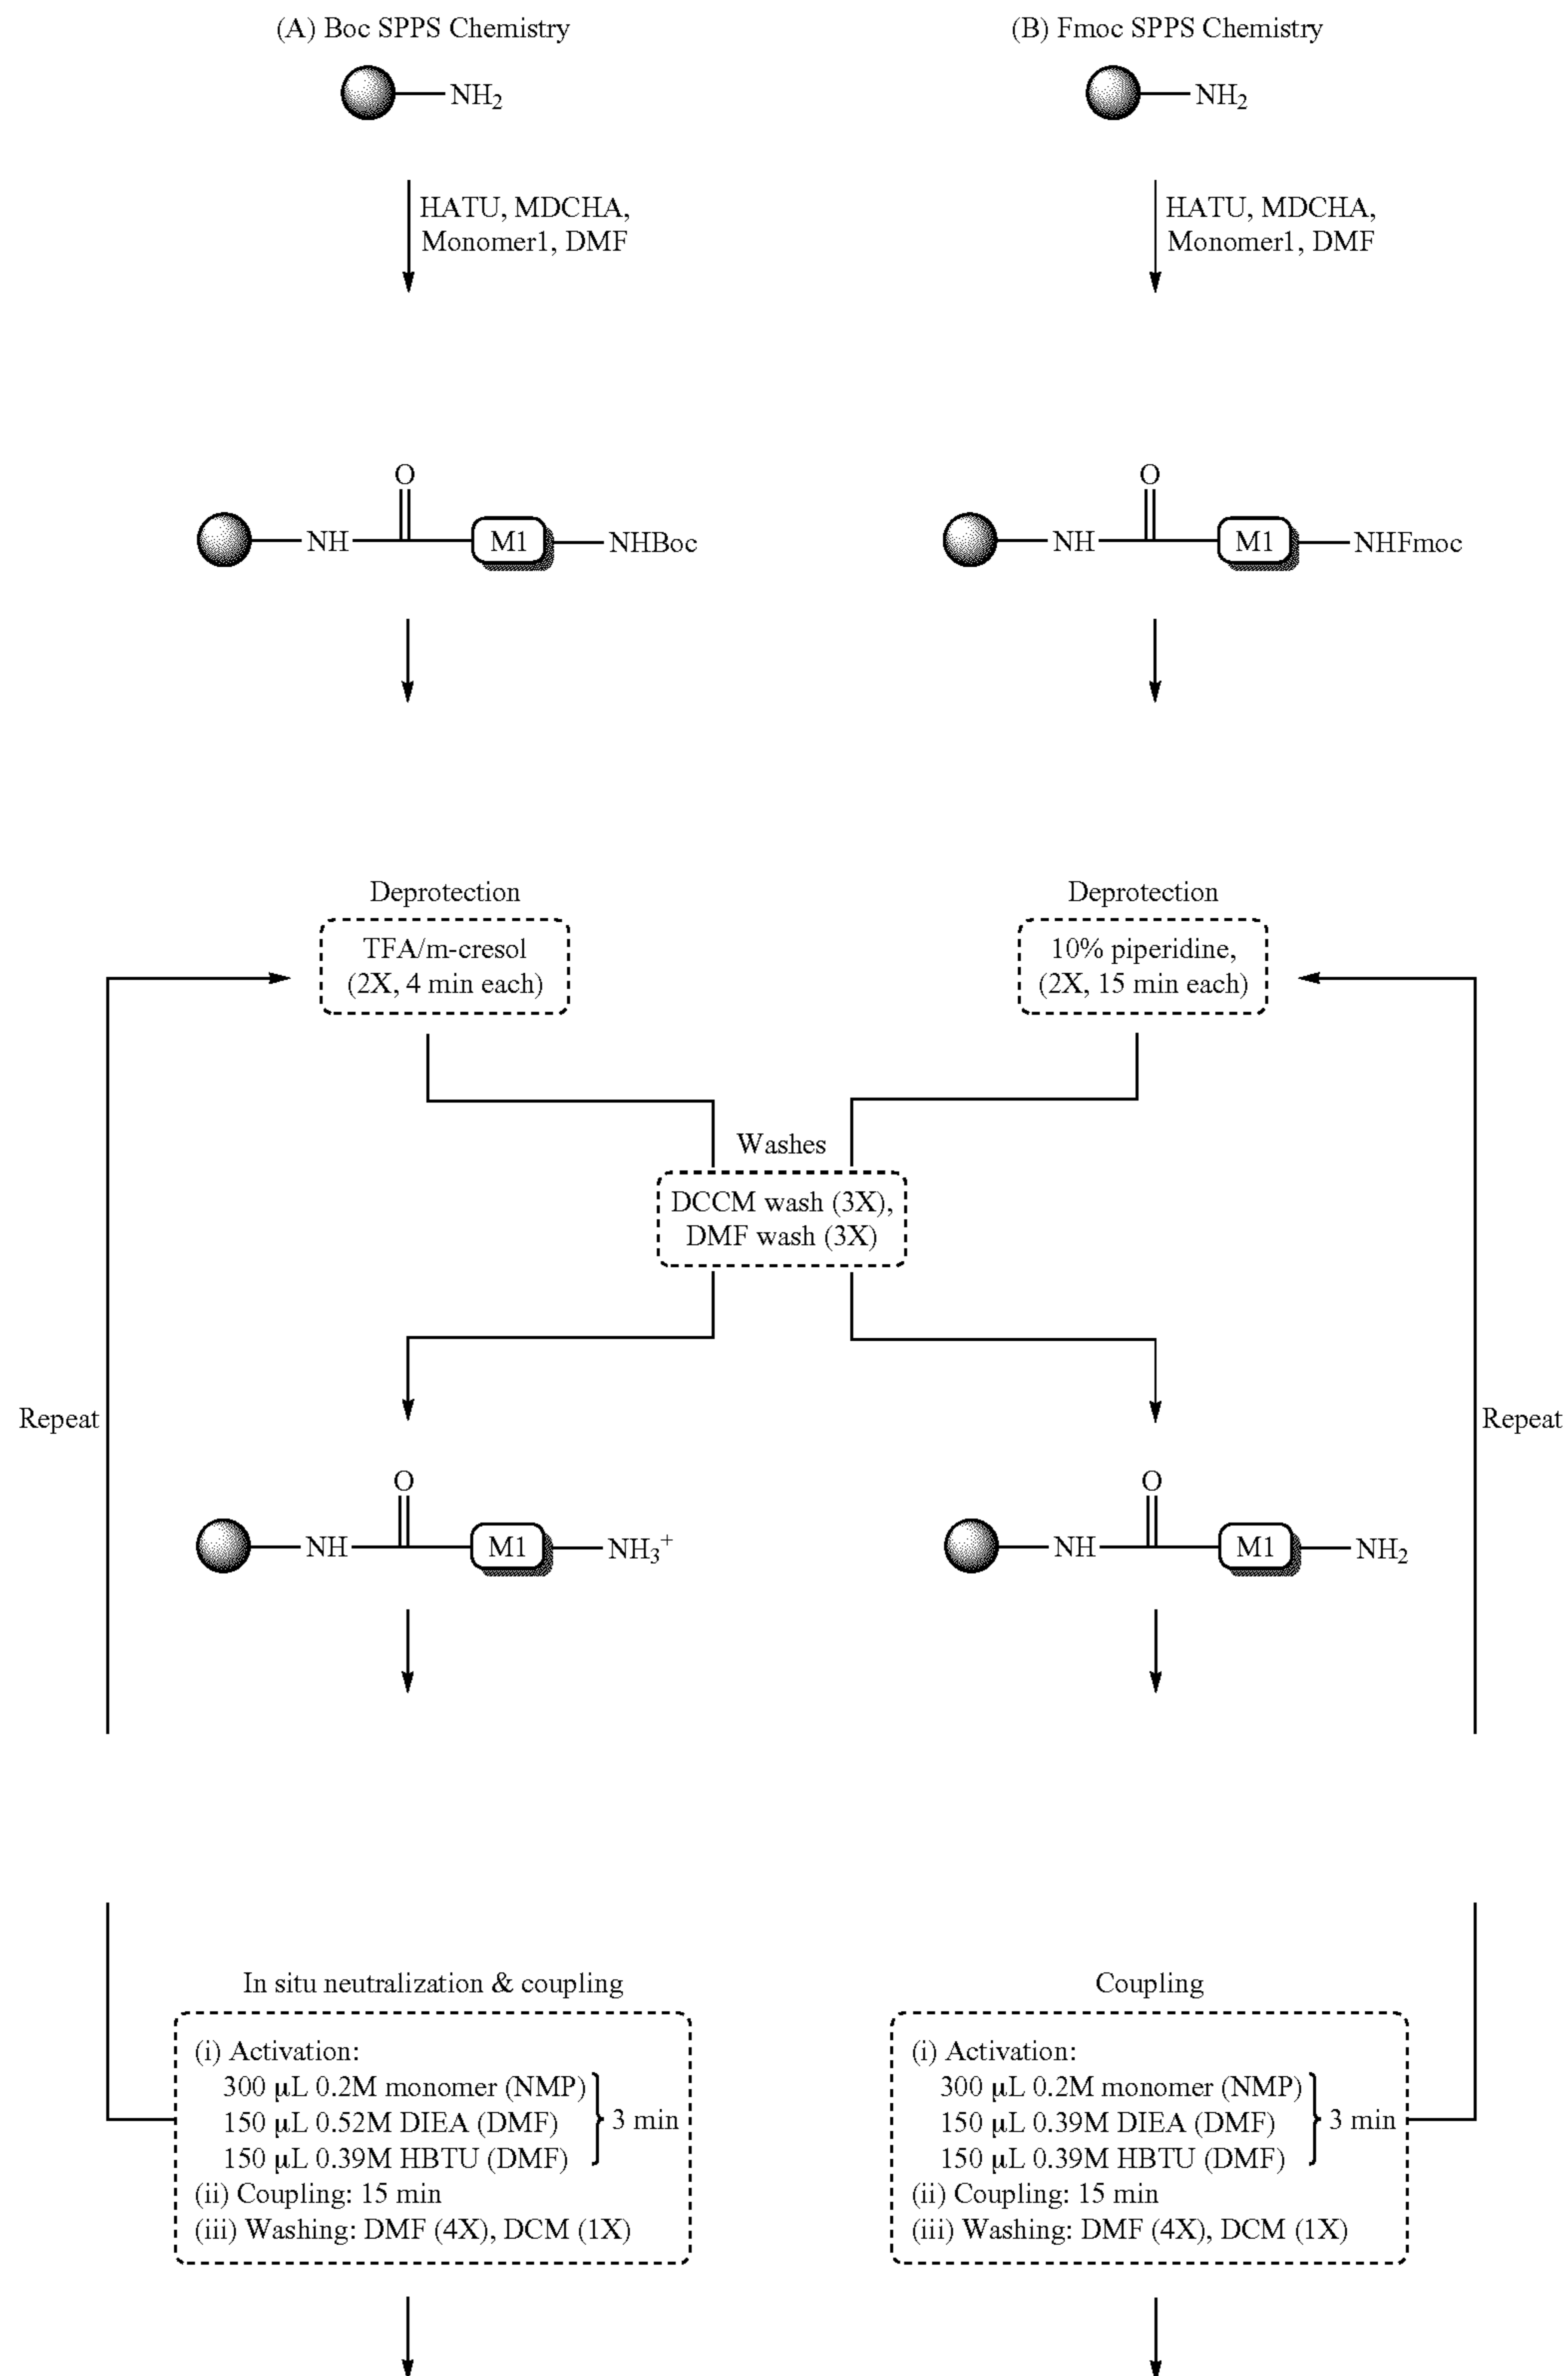 (A) Boc SPPS Chemistry
(B) Fmoc SPPS Chemistry
NH2
NH2
HATU, MDCHA,
Monomer1, DMF
HATU, MDCHA,
Monomer1, DMF
O
NH
M1
NHBoc
O
NH
M1
NHFmoc
Deprotection
TFA/m-cresol
(2X, 4 min each)
Deprotection
10% piperidine,
(2X, 15 min each)
Washes
DCCM wash (3X),
DMF wash (3X)
Repeat
Repeat
O
NH
M1
NH3+
O
NH
M1
NH2
In situ neutralization & coupling
(i) Activation:
300 μL 0.2M monomer (NMP)
150 μL 0.52M DIEA (DMF)
150 μL 0.39M HBTU (DMF)
3 min
(ii) Coupling: 15 min
(iii) Washing: DMF (4X), DCM (1X)
Coupling
(i) Activation:
300 μL 0.2M monomer (NMP)
150 μL 0.39M DIEA (DMF)
150 μL 0.39M HBTU (DMF)
3 min
(ii) Coupling: 15 min
(iii) Washing: DMF (4X), DCM (1X)